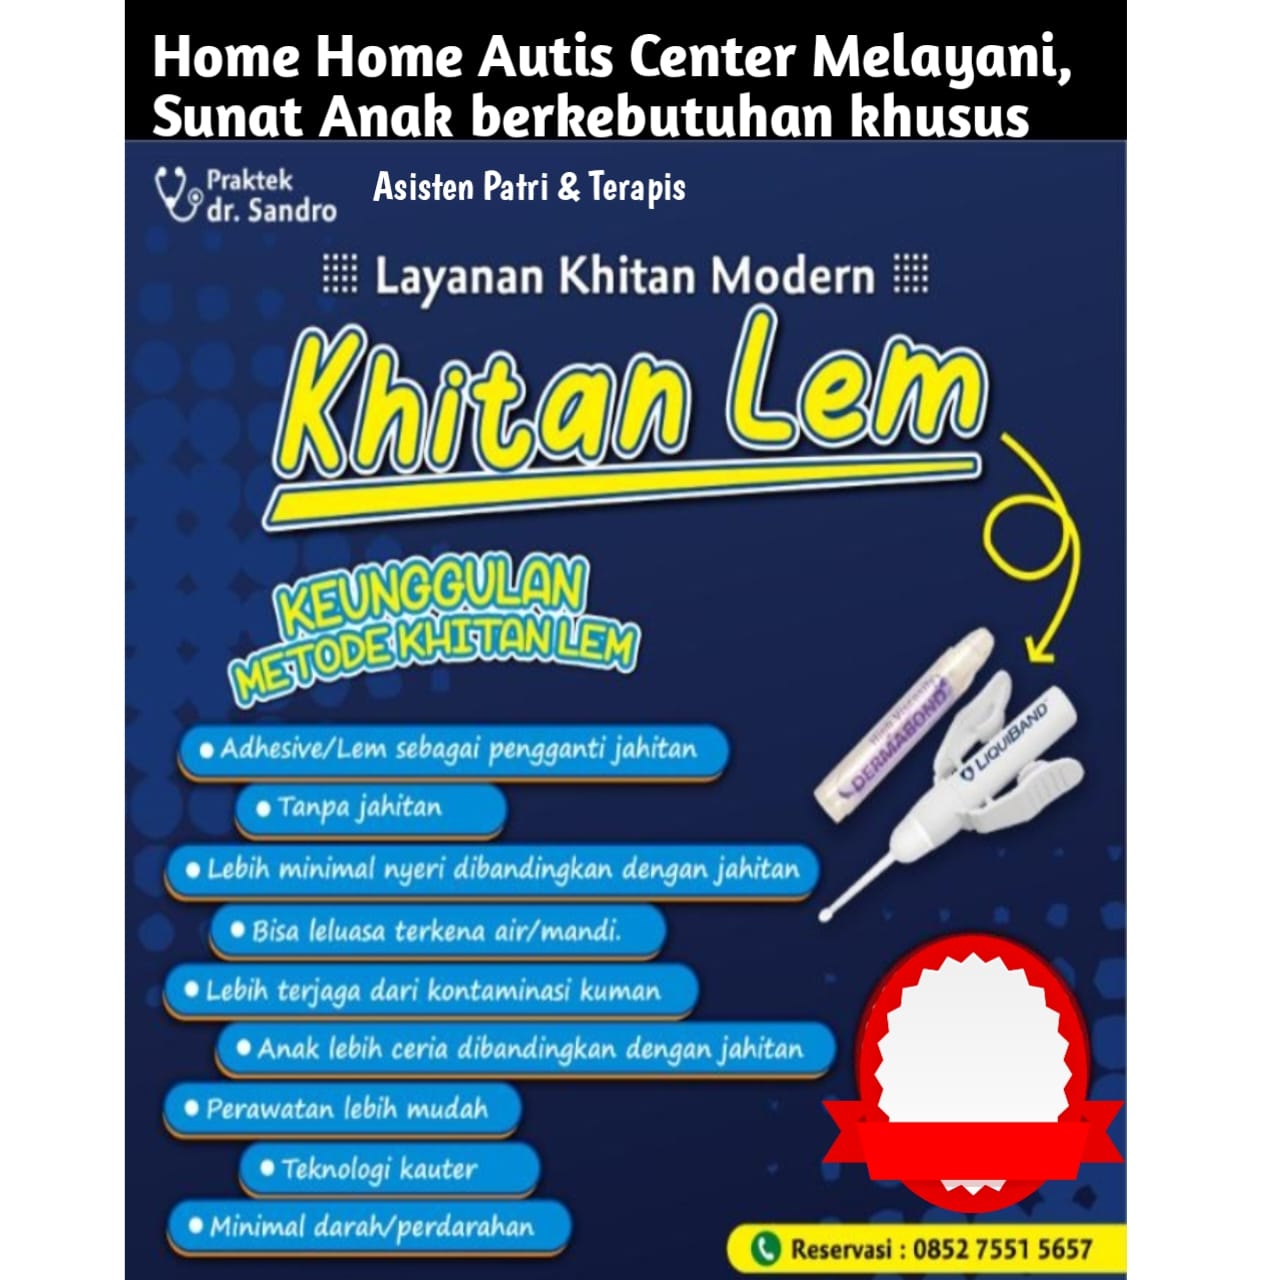 Home Home Autis Center Melayani,
Sunat Anak berkebutuhan khusus
Praktek
dr. Sandro
Asisten Patri & Terapis
Layanan Khitan Modern
Khitan Lem
KEUNGGULAN
METODE KHITAN LEM
High Viscosity
DERMABOND
LIQUIBAND
• Adhesive/Lem sebagai pengganti jahitan
• Tanpa jahitan
• Lebih minimal nyeri dibandingkan dengan jahitan
• Bisa leluasa terkena air/mandi.
• Lebih terjaga dari kontaminasi kuman
• Anak lebih ceria dibandingkan dengan jahitan
• Perawatan lebih mudah
• Teknologi kauter
• Minimal darah/perdarahan
Reservasi : 0852 7551 5657